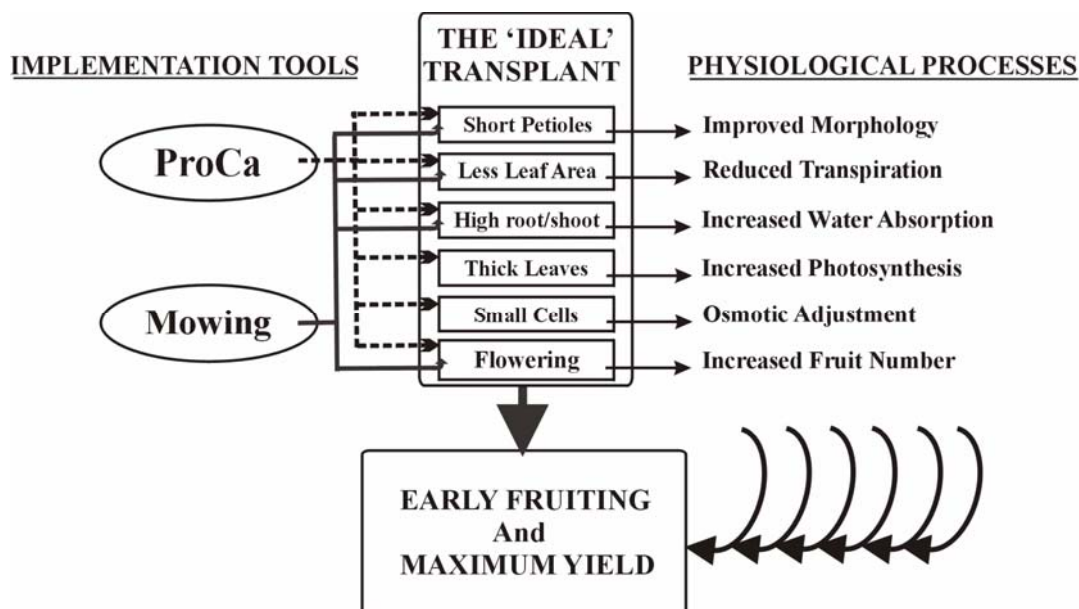 THE ‘IDEAL’
TRANSPLANT
IMPLEMENTATION TOOLS
PHYSIOLOGICAL PROCESSES
ProCa
Mowing
Short Petioles
Improved Morphology
Less Leaf Area
Reduced Transpiration
High root/shoot
Increased Water Absorption
Thick Leaves
Increased Photosynthesis
Small Cells
Osmotic Adjustment
Flowering
Increased Fruit Number
EARLY FRUITING
And
MAXIMUM YIELD